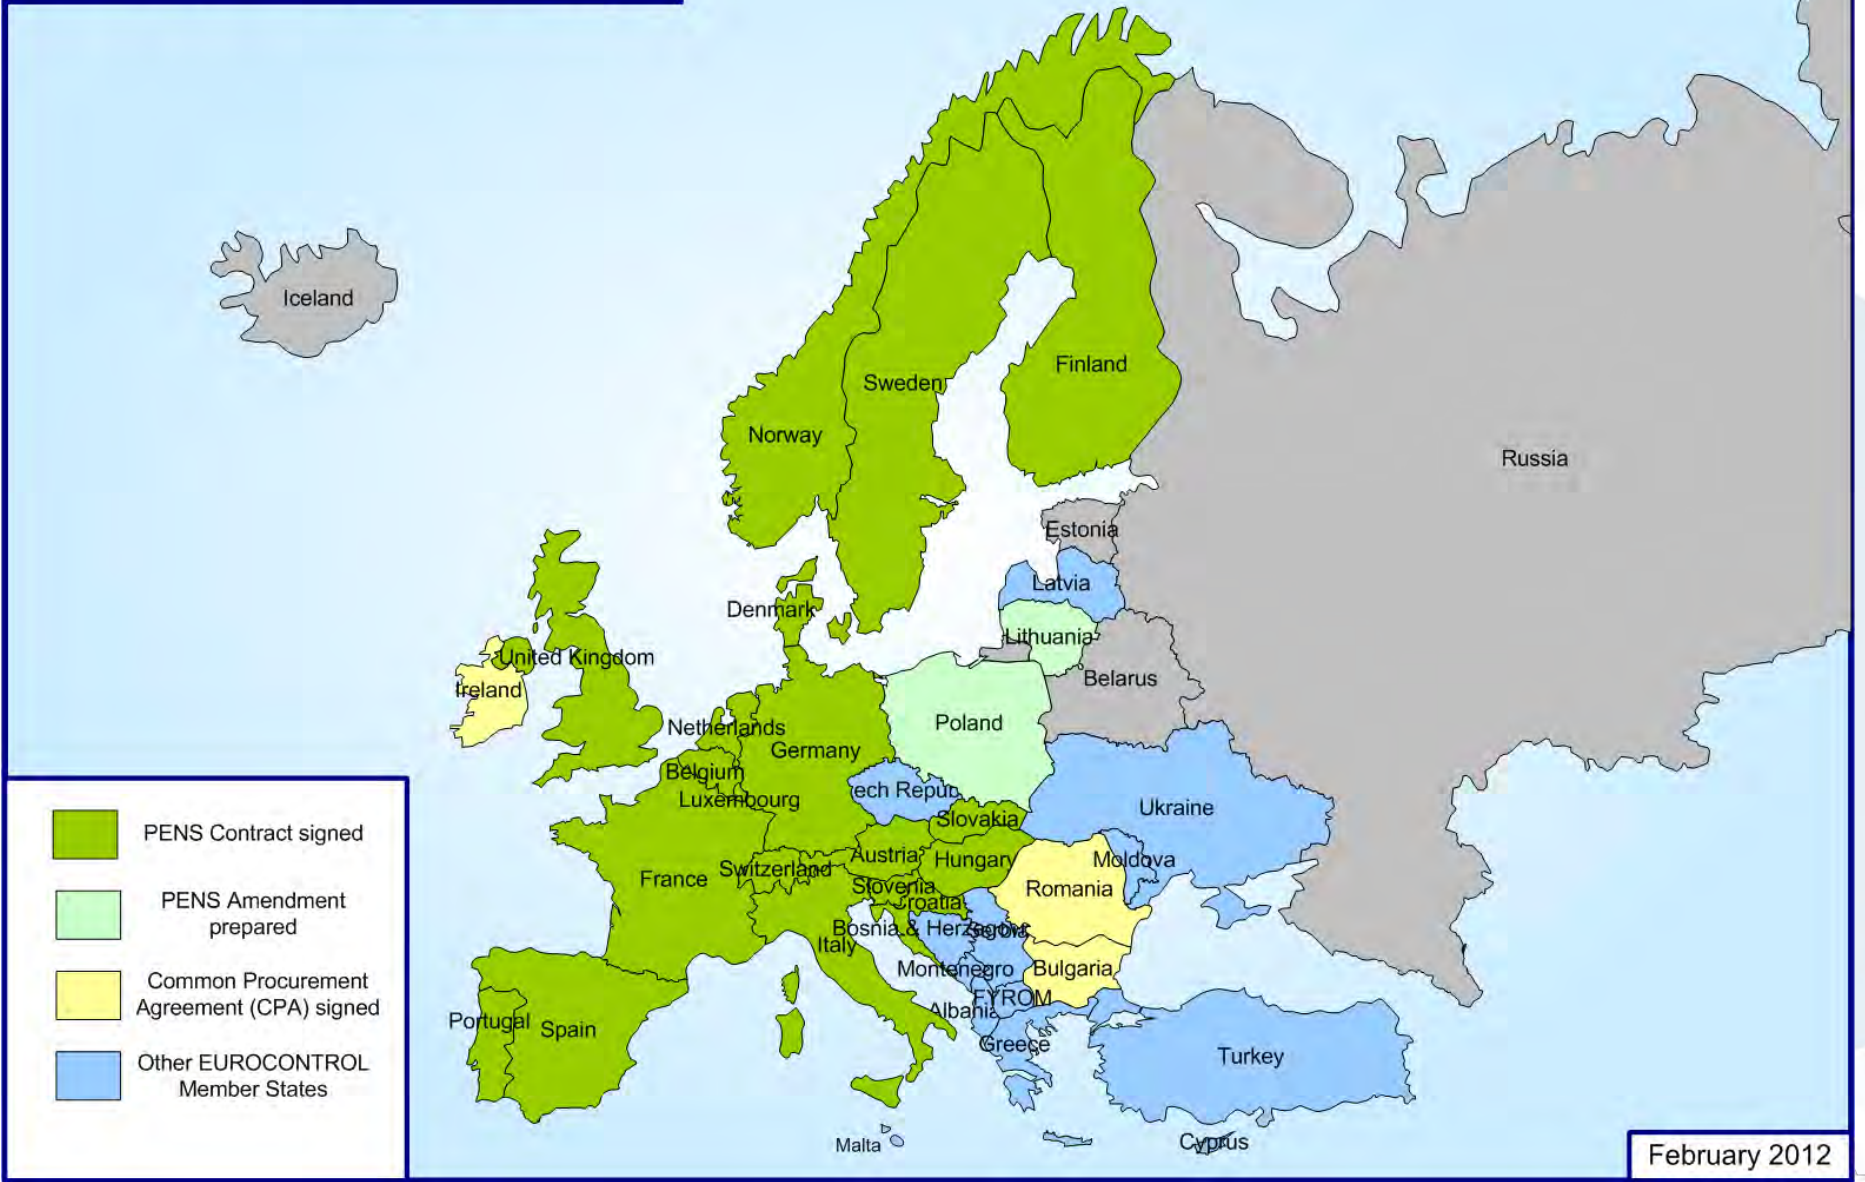 Iceland
Norway
Sweden
Finland
Russia
Estonia
Latvia
Lithuania
Belarus
Denmark
United Kingdom
Ireland
Netherlands
Germany
Poland
Belgium
Luxembourg
ech Repub
Ukraine
Slovakia
France
Switzerland
Austria
Hungary
Moldova
Romania
Slovenia
Croatia
Bosnia & Herzegovina
Serbia
Italy
Montenegro
Bulgaria
FYROM
Albania
Portugal
Spain
Greece
Turkey
Malta
Cyprus
PENS Contract signed
PENS Amendment
prepared
Common Procurement
Agreement (CPA) signed
Other EUROCONTROL
Member States
February 2012